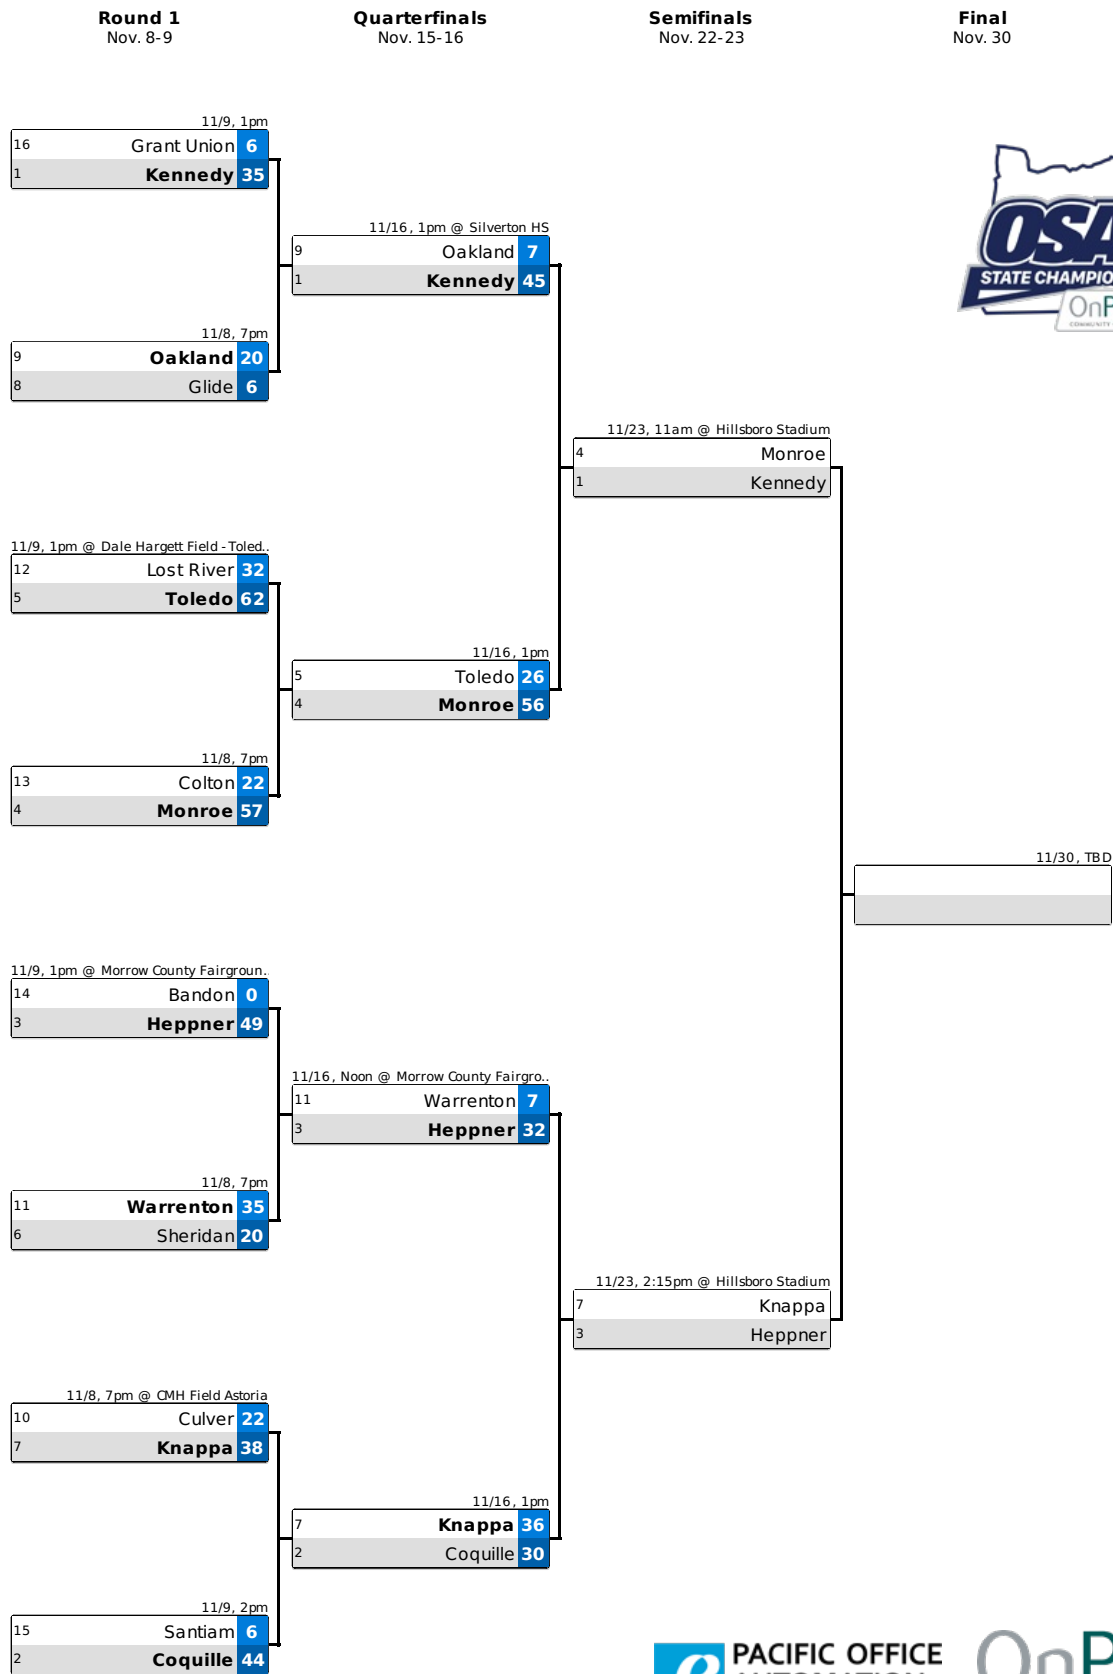 Round 1
Nov. 8-9
Quarterfinals
Nov. 15-16
Semifinals
Nov. 22-23
Final
Nov. 30
11/9, 1pm
16 Grant Union 6
1 Kennedy 35
11/16, 1pm @ Silverton HS
9 Oakland 7
1 Kennedy 45
11/8, 7pm
9 Oakland 20
8 Glide 6
11/23, 11am @ Hillsboro Stadium
4 Monroe
1 Kennedy
11/9, 1pm @ Dale Hargett Field - Toled..
12 Lost River 32
5 Toledo 62
11/16, 1pm
5 Toledo 26
4 Monroe 56
11/8, 7pm
13 Colton 22
4 Monroe 57
11/30, TBD
11/9, 1pm @ Morrow County Fairgroun..
14 Bandon 0
3 Heppner 49
11/16, Noon @ Morrow County Fairgro..
11 Warrenton 7
3 Heppner 32
11/8, 7pm
11 Warrenton 35
6 Sheridan 20
11/23, 2:15pm @ Hillsboro Stadium
7 Knappa
3 Heppner
11/8, 7pm @ CMH Field Astoria
10 Culver 22
7 Knappa 38
11/16, 1pm
7 Knappa 36
2 Coquille 30
11/9, 2pm
15 Santiam 6
2 Coquille 44
OSA
STATE CHAMPIO
OnP
PACIFIC OFFICE
AUTOMATION
OnP